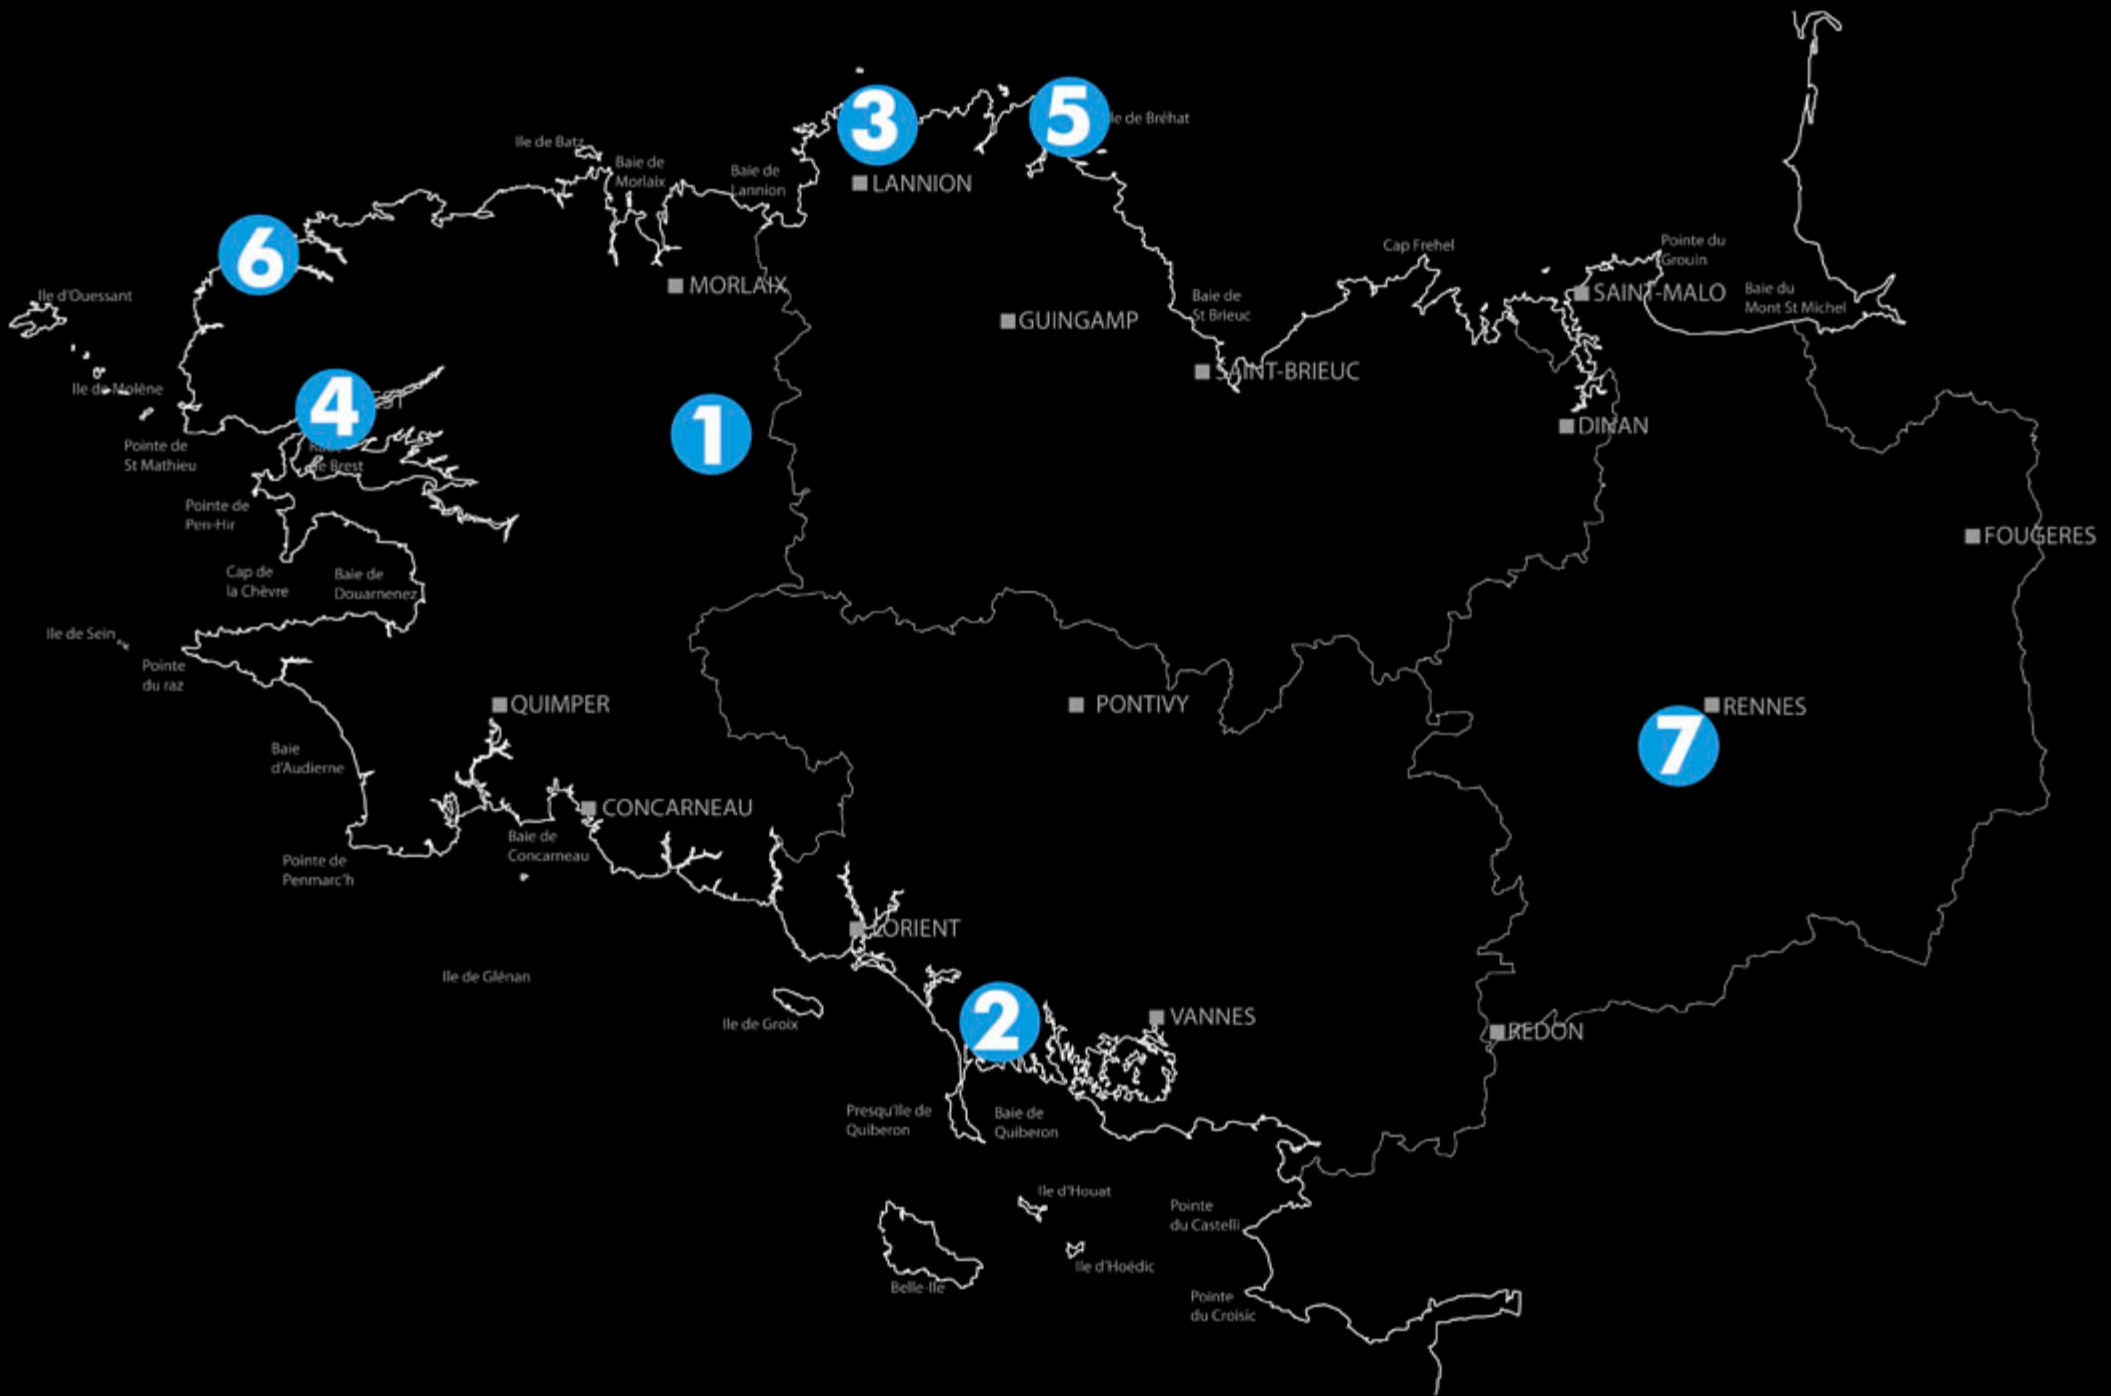 3
5
Ile de Bréhat
Ile de Batz
Baie de
Morlaix
Baie de
Lannion
LANNION
6
Cap Frehel
Pointe du
Grouin
Ile d'Ouessant
MORLAIX
SAINT-MALO
Baie du
Mont St Michel
Baie de
St Brieuc
GUINGAMP
SAINT-BRIEUC
Ile de Molène
4
1
DINAN
Pointe de
St Mathieu
de Brest
Pointe de
Pen-Hir
FOUGERES
Cap de
la Chèvre
Baie de
Douarnenez
Ile de Sein
Pointe
du raz
QUIMPER
PONTIVY
RENNES
7
Baie
d'Audierne
CONCARNEAU
Baie de
Concarneau
Pointe de
Penmarc'h
LORIENT
Ile de Glénan
Ile de Groix
2
VANNES
REDON
Presqu'Ile de
Quiberon
Baie de
Quiberon
Ile d'Houat
Pointe
du Castelli
Ile d'Hoëdic
Belle-Ile
Pointe
du Croisic